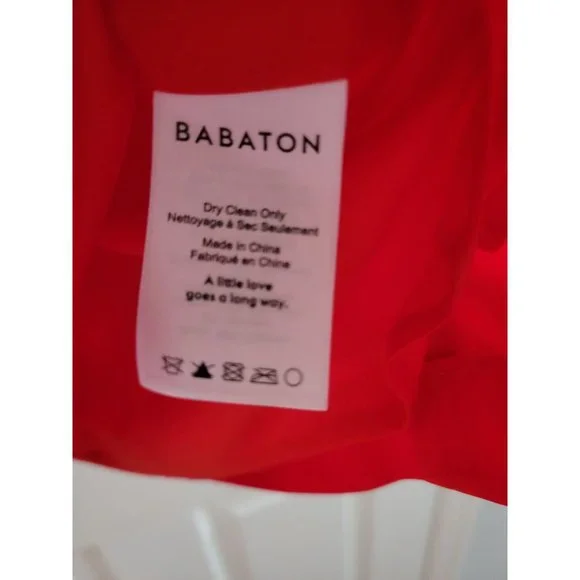 BABATON
Dry Clean Only
Nettoyage à Sec Seulement
Made in China
Fabriqué en Chine
A little love
goes a long way.